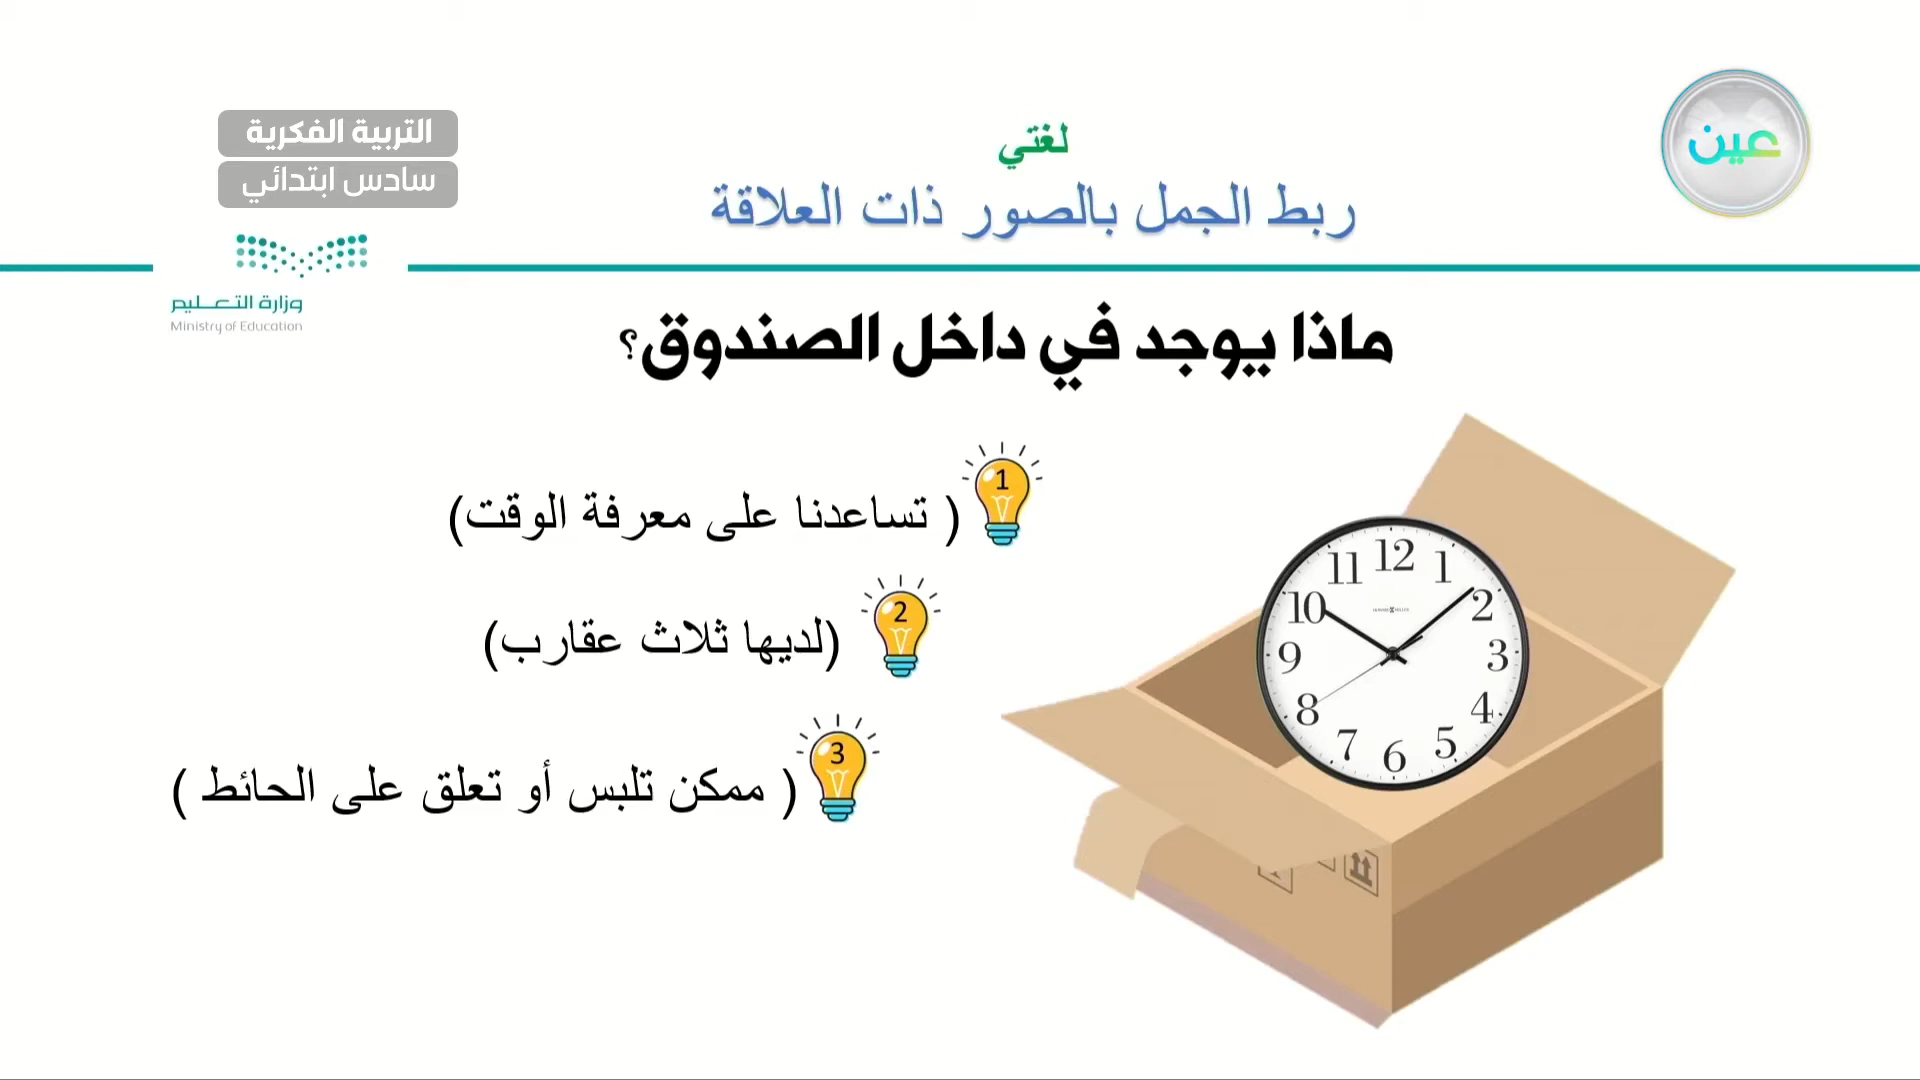 عين
التربية الفكرية
سادس ابتدائي
لغتي
ربط الجمل بالصور ذات العلاقة
وزارة التعليم
Ministry of Education
ماذا يوجد في داخل الصندوق؟
1
( تساعدنا على معرفة الوقت)
2
(لديها ثلاث عقارب)
3
( ممكن تلبس أو تعلق على الحائط )
12
1
2
3
4
5
6
7
8
9
10
11